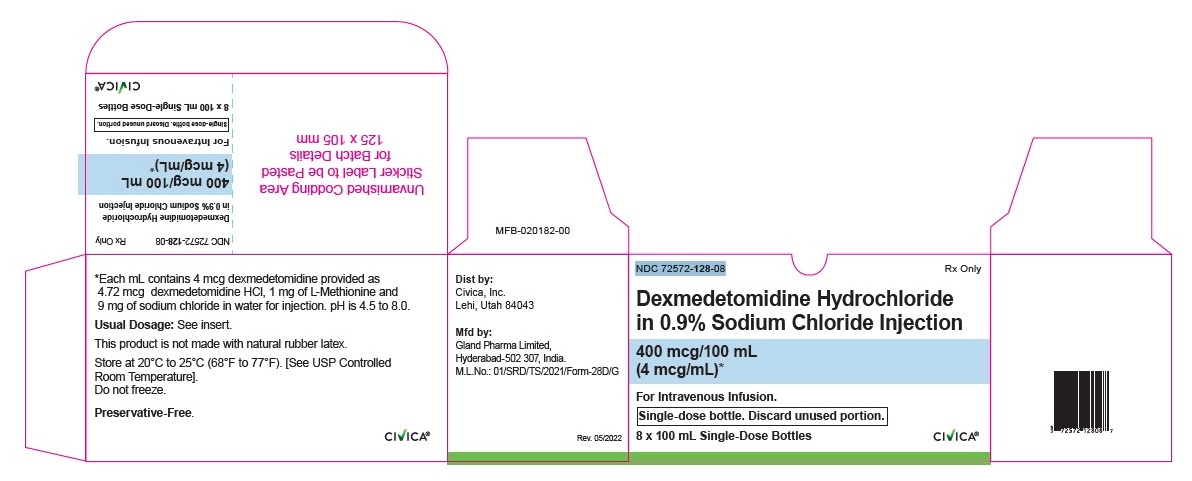 CIVICA®
8 x 100 mL Single-Dose Bottles
Single-dose bottle. Discard unused portion.
For Intravenous Infusion.
(4 mcg/mL)*
400 mcg/100 mL
in 0.9% Sodium Chloride Injection
Dexmedetomidine Hydrochloride
NDC 72572-128-08 Rx Only
Unvarnished Codding Area
Sticker Label to be Pasted
for Batch Details
125 x 105 mm
*Each mL contains 4 mcg dexmedetomidine provided as
4.72 mcg dexmedetomidine HCl, 1 mg of L-Methionine and
9 mg of sodium chloride in water for injection. pH is 4.5 to 8.0.
Usual Dosage: See insert.
This product is not made with natural rubber latex.
Store at 20°C to 25°C (68°F to 77°F). [See USP Controlled
Room Temperature].
Do not freeze.
Preservative-Free.
CIVICA®
MFB-020182-00
Dist by:
Civica, Inc.
Lehi, Utah 84043
Mfd by:
Gland Pharma Limited,
Hyderabad-502 307, India.
M.L.No.: 01/SRD/TS/2021/Form-28D/G
Rev. 05/2022
NDC 72572-128-08 Rx Only
Dexmedetomidine Hydrochloride
in 0.9% Sodium Chloride Injection
400 mcg/100 mL
(4 mcg/mL)*
For Intravenous Infusion.
Single-dose bottle. Discard unused portion.
8 x 100 mL Single-Dose Bottles
CIVICA®
3 72572 12808 7